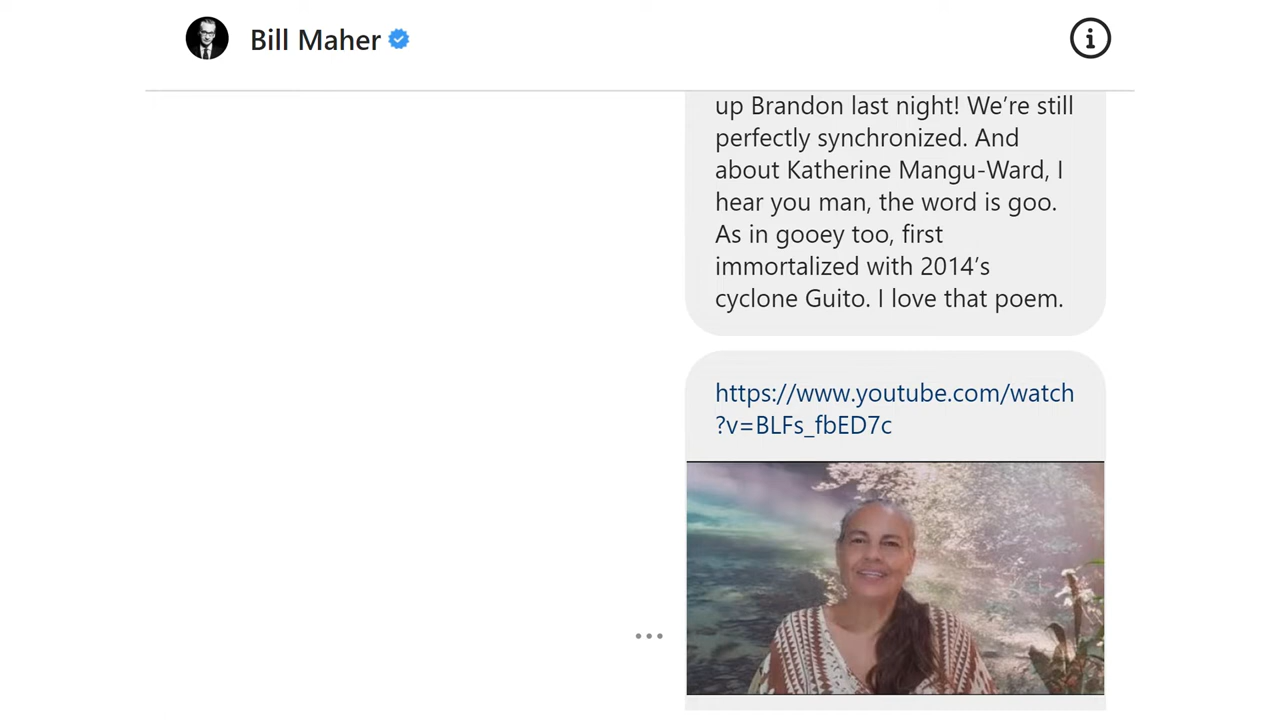 Bill Maher
up Brandon last night! We’re still
perfectly synchronized. And
about Katherine Mangu-Ward, I
hear you man, the word is goo.
As in gooey too, first
immortalized with 2014’s
cyclone Guito. I love that poem.
https://www.youtube.com/watch
?v=BLFs_fbED7c